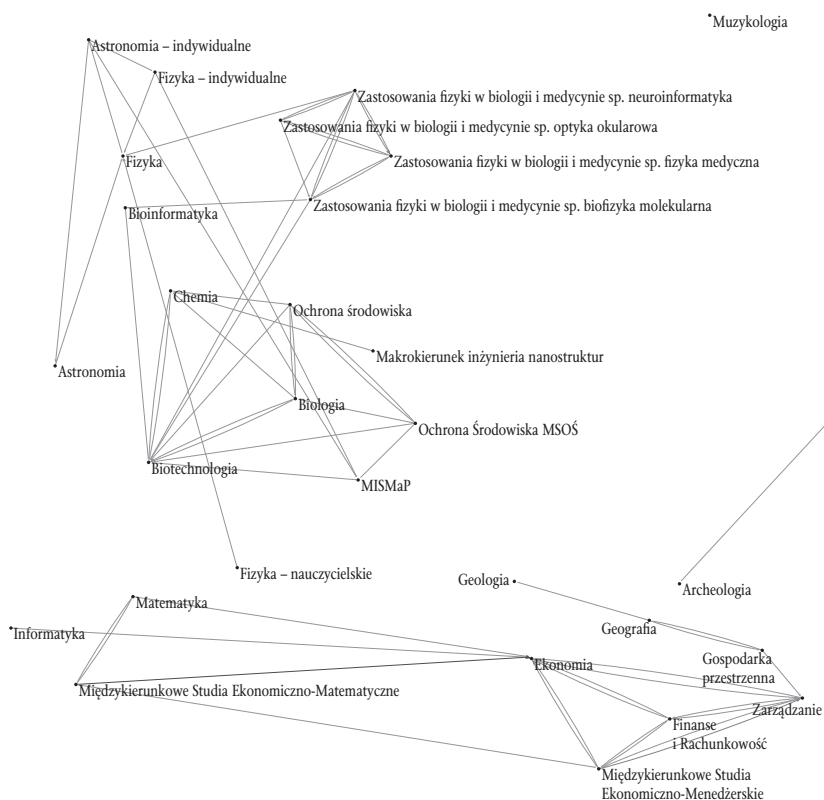 Muzykologia
Astronomia – indywidualne
Fizyka – indywidualne
Zastosowania fizyki w biologii i medycynie sp. neuroinformatyka
Zastosowania fizyki w biologii i medycynie sp. optyka okularowa
Fizyka
Zastosowania fizyki w biologii i medycynie sp. fizyka medyczna
Bioinformatyka
Zastosowania fizyki w biologii i medycynie sp. biofizyka molekularna
Chemia
Ochrona środowiska
Makrokierunek inżynieria nanostruktur
Astronomia
Biologia
Ochrona Środowiska MSOŚ
Biotechnologia
MISMaP
Fizyka – nauczycielskie
Geologia
Archeologia
Matematyka
Informatyka
Geografia
Ekonomia
Gospodarka
przestrzenna
Międzykierunkowe Studia Ekonomiczno-Matematyczne
Zarządzanie
Finanse
i Rachunkowość
Międzykierunkowe Studia
Ekonomiczno-Menedżerskie